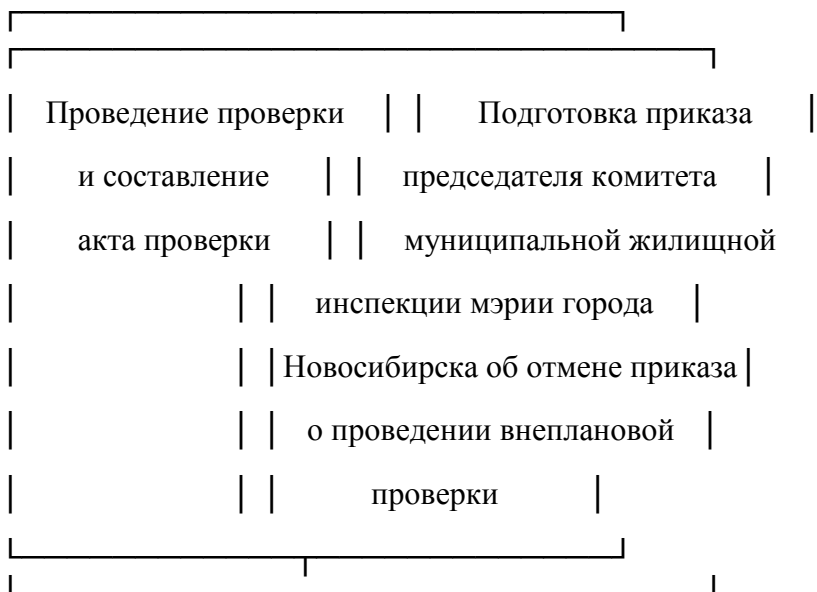 Проведение проверки Подготовка приказа
и составление председателя комитета
акта проверки муниципальной жилищной
инспекции мэрии города
Новосибирска об отмене приказа
о проведении внеплановой
проверки